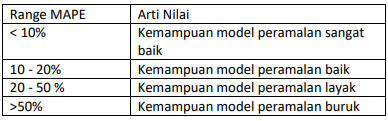 Range MAPE Arti Nilai
< 10% Kemampuan model peramalan sangat
baik
10 - 20% Kemampuan model peramalan baik
20 - 50 % Kemampuan model peramalan layak
>50% Kemampuan model peramalan buruk